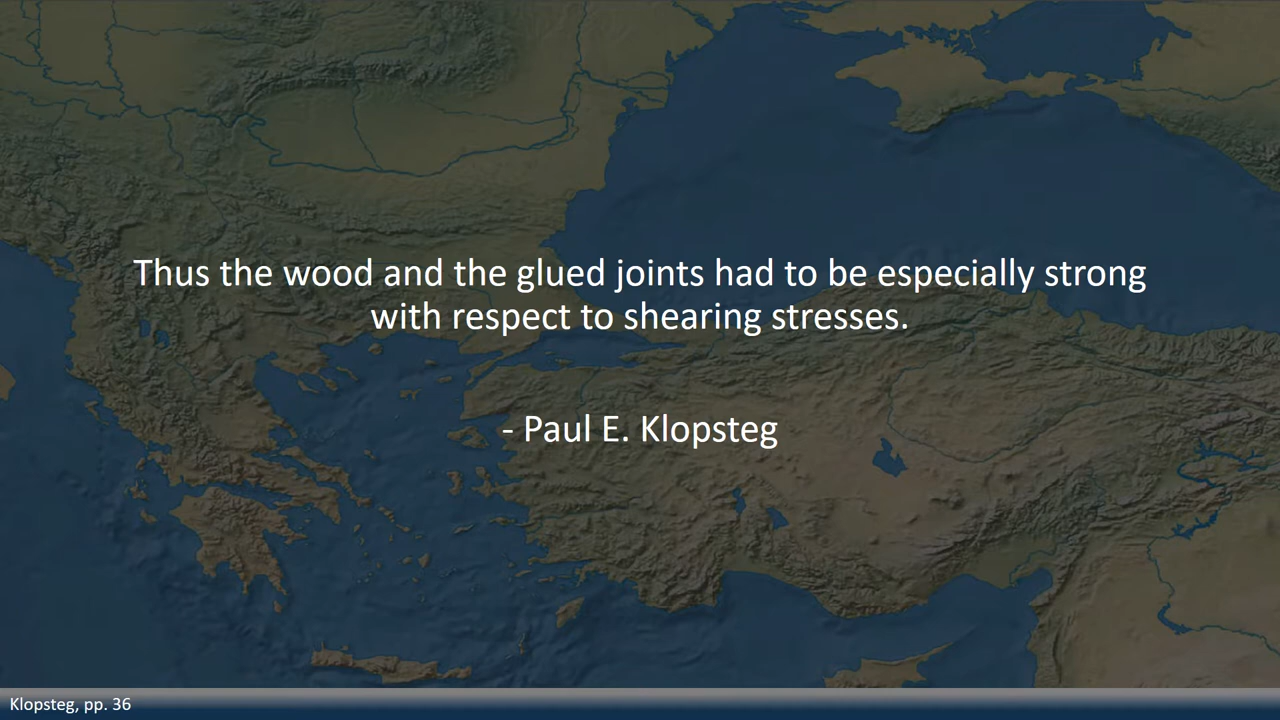 Thus the wood and the glued joints had to be especially strong
with respect to shearing stresses.
- Paul E. Klopsteg
Klopsteg, pp. 36